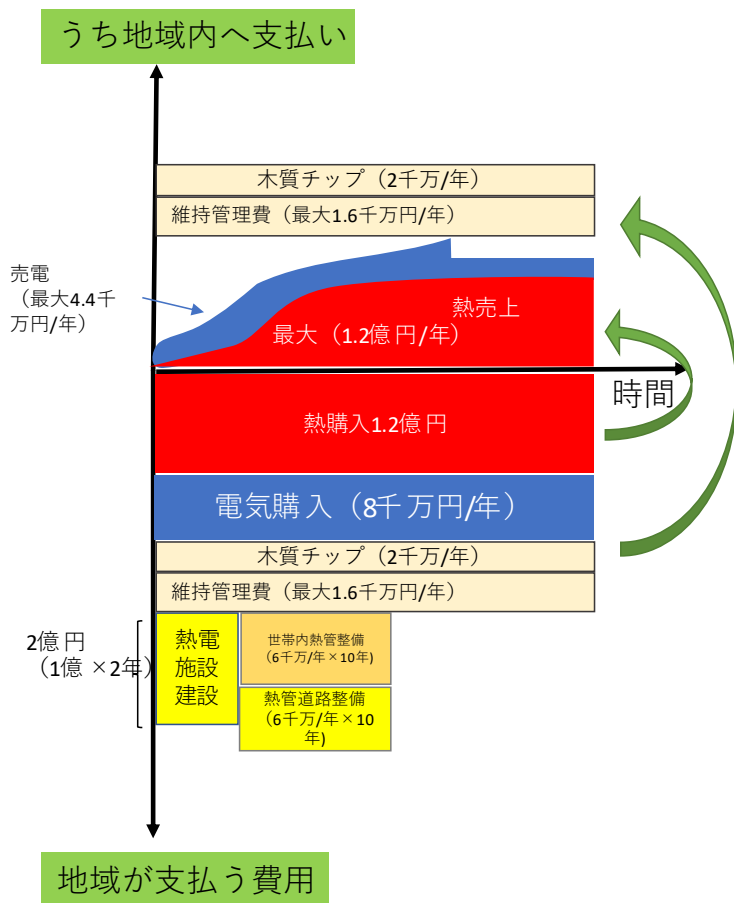 うち地域内へ支払い
木質チップ（2千万/年）
維持管理費（最大1.6千万円/年）
売電
（最大4.4千
万円/年）
熱売上
最大（1.2億円/年）
時間
熱購入1.2億円
電気購入（8千万円/年）
木質チップ（2千万/年）
維持管理費（最大1.6千万円/年）
2億円
（1億×2年）
熱電
施設
建設
世帯内熱管整備
(6千万/年×10年)
熱管道路整備
（6千万/年×10
年)
地域が支払う費用